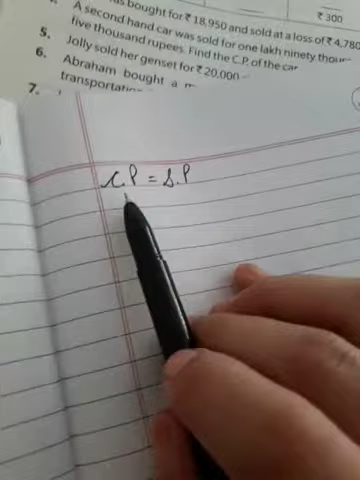 as bought for ₹ 18,950 and sold at a loss of ₹ 4,780
₹ 300
5. A second hand car was sold for one lakh ninety thou
five thousand rupees. Find the C.P. of the car
6. Jolly sold her genset for ₹ 20,000
7. Abraham bought a
transportatio
C.P = S.P